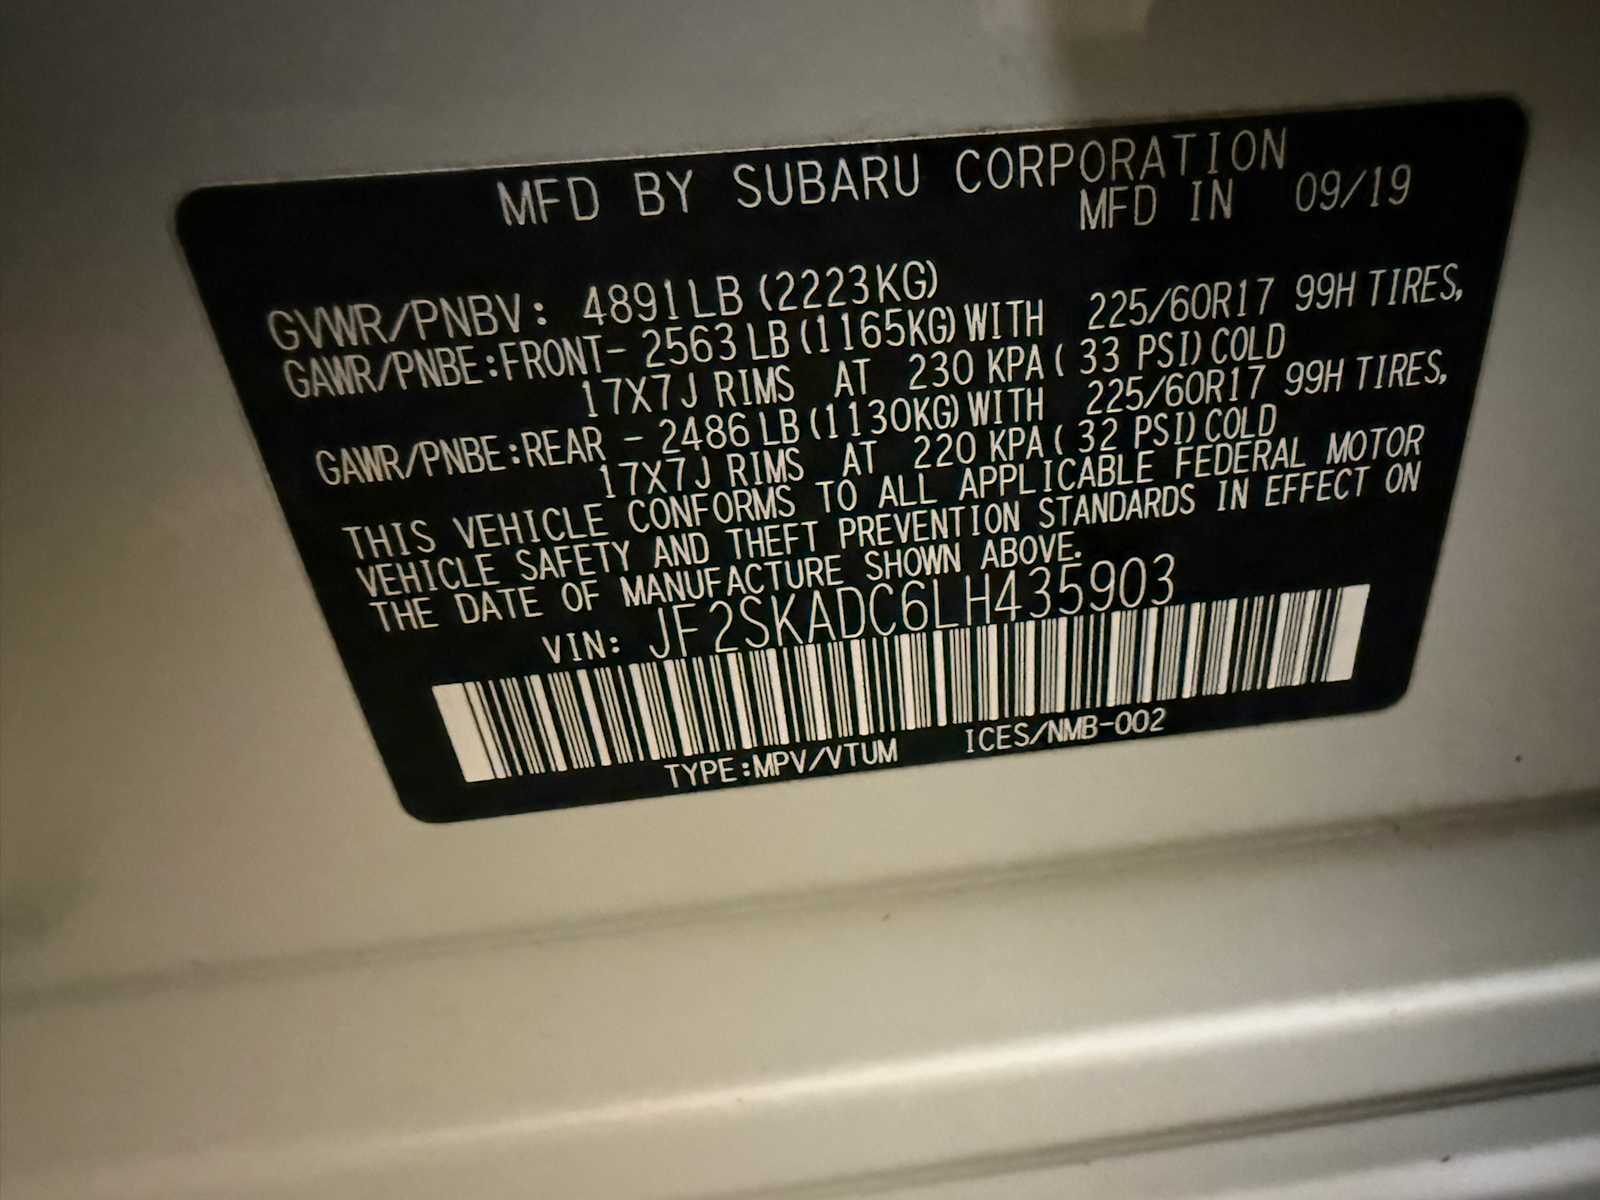 MFD BY SUBARU CORPORATION
MFD IN 09/19
GVWR/PNBV: 4891LB (2223KG)
GAWR/PNBE:FRONT- 2563LB (1165KG) WITH 225/60R17 99H TIRES,
17X7J RIMS AT 230 KPA ( 33 PSI) COLD
GAWR/PNBE:REAR - 2486LB (1130KG) WITH 225/60R17 99H TIRES,
17X7J RIMS AT 220 KPA ( 32 PSI) COLD
THIS VEHICLE CONFORMS TO ALL APPLICABLE FEDERAL MOTOR
VEHICLE SAFETY AND THEFT PREVENTION STANDARDS IN EFFECT ON
THE DATE OF MANUFACTURE SHOWN ABOVE.
VIN: JF2SKADC6LH435903
TYPE:MPV/VTUM ICES/NMB-002